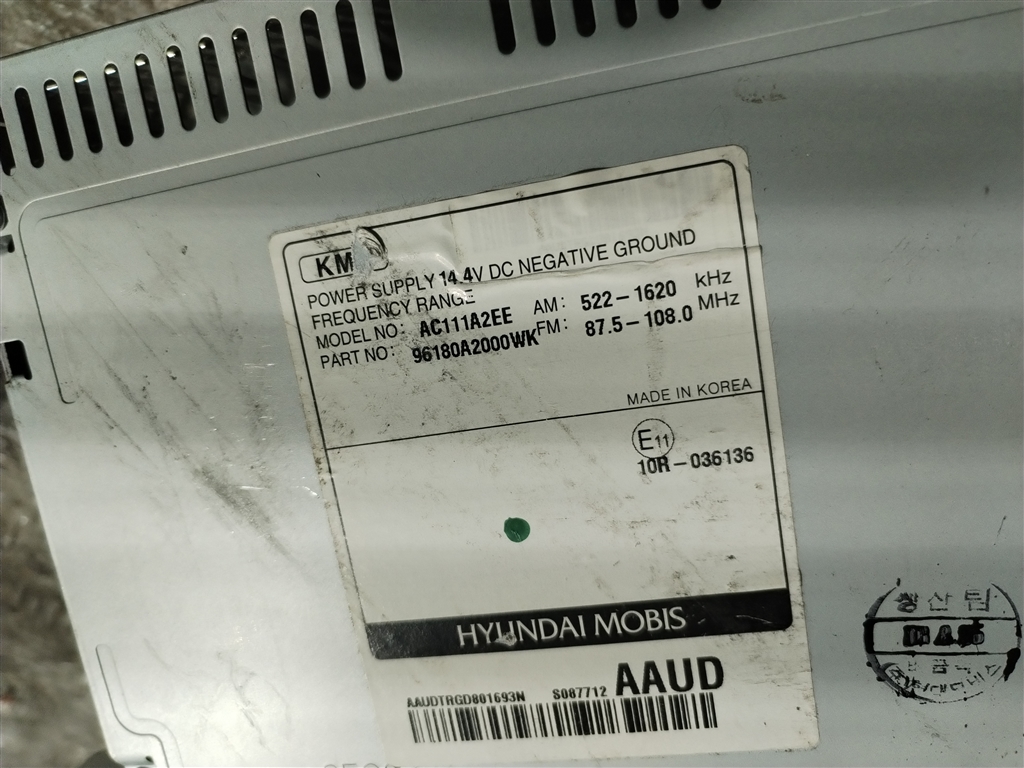 KM
POWER SUPPLY 14.4V DC NEGATIVE GROUND
FREQUENCY RANGE AM: 522-1620 kHz
MODEL NO: AC111A2EE FM: 87.5-108.0 MHz
PART NO: 96180A2000WK
MADE IN KOREA
E11
10R-036136
HYUNDAI MOBIS
AAUDTRGD801693N S087712 AAUD